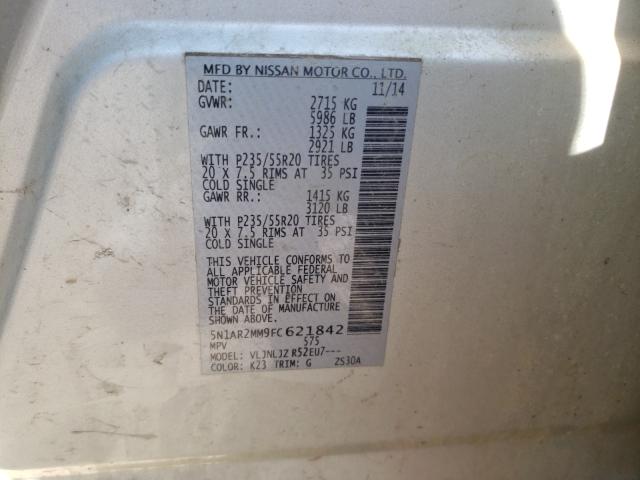 MFD BY NISSAN MOTOR CO., LTD.
DATE: 11/14
GVWR: 2715 KG
5986 LB
GAWR FR.: 1325 KG
2921 LB
WITH P235/55R20 TIRES
20 X 7.5 RIMS AT 35 PSI
COLD SINGLE
GAWR RR.: 1415 KG
3120 LB
WITH P235/55R20 TIRES
20 X 7.5 RIMS AT 35 PSI
COLD SINGLE
THIS VEHICLE CONFORMS TO
ALL APPLICABLE FEDERAL
MOTOR VEHICLE SAFETY AND
THEFT PREVENTION
STANDARDS IN EFFECT ON
THE DATE OF MANUFACTURE
5N1AR2MM9FC621842
MPV 575
MODEL: VLJNLJZ R52EU7---
COLOR: K23 TRIM: G ZS30A